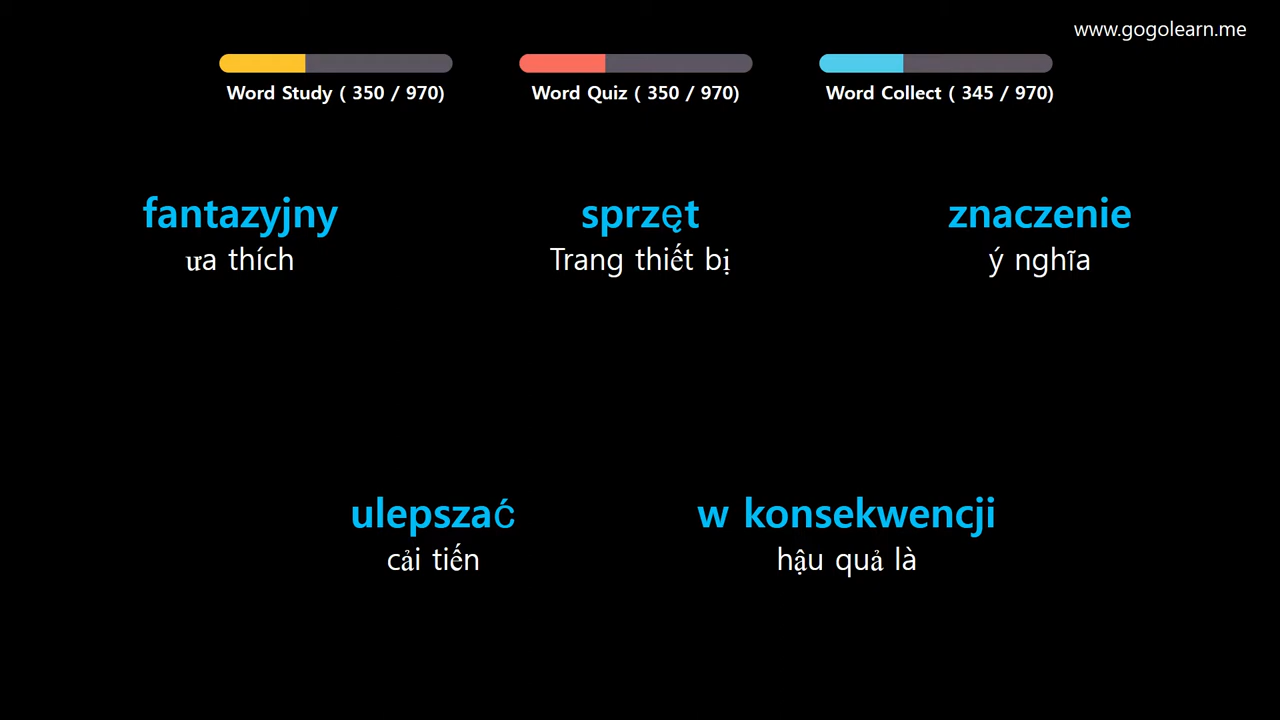 www.gogolearn.me
Word Study ( 350 / 970)
Word Quiz ( 350 / 970)
Word Collect ( 345 / 970)
fantazyjny
ưa thích
sprzęt
Trang thiết bị
znaczenie
ý nghĩa
ulepszać
cải tiến
w konsekwencji
hậu quả là